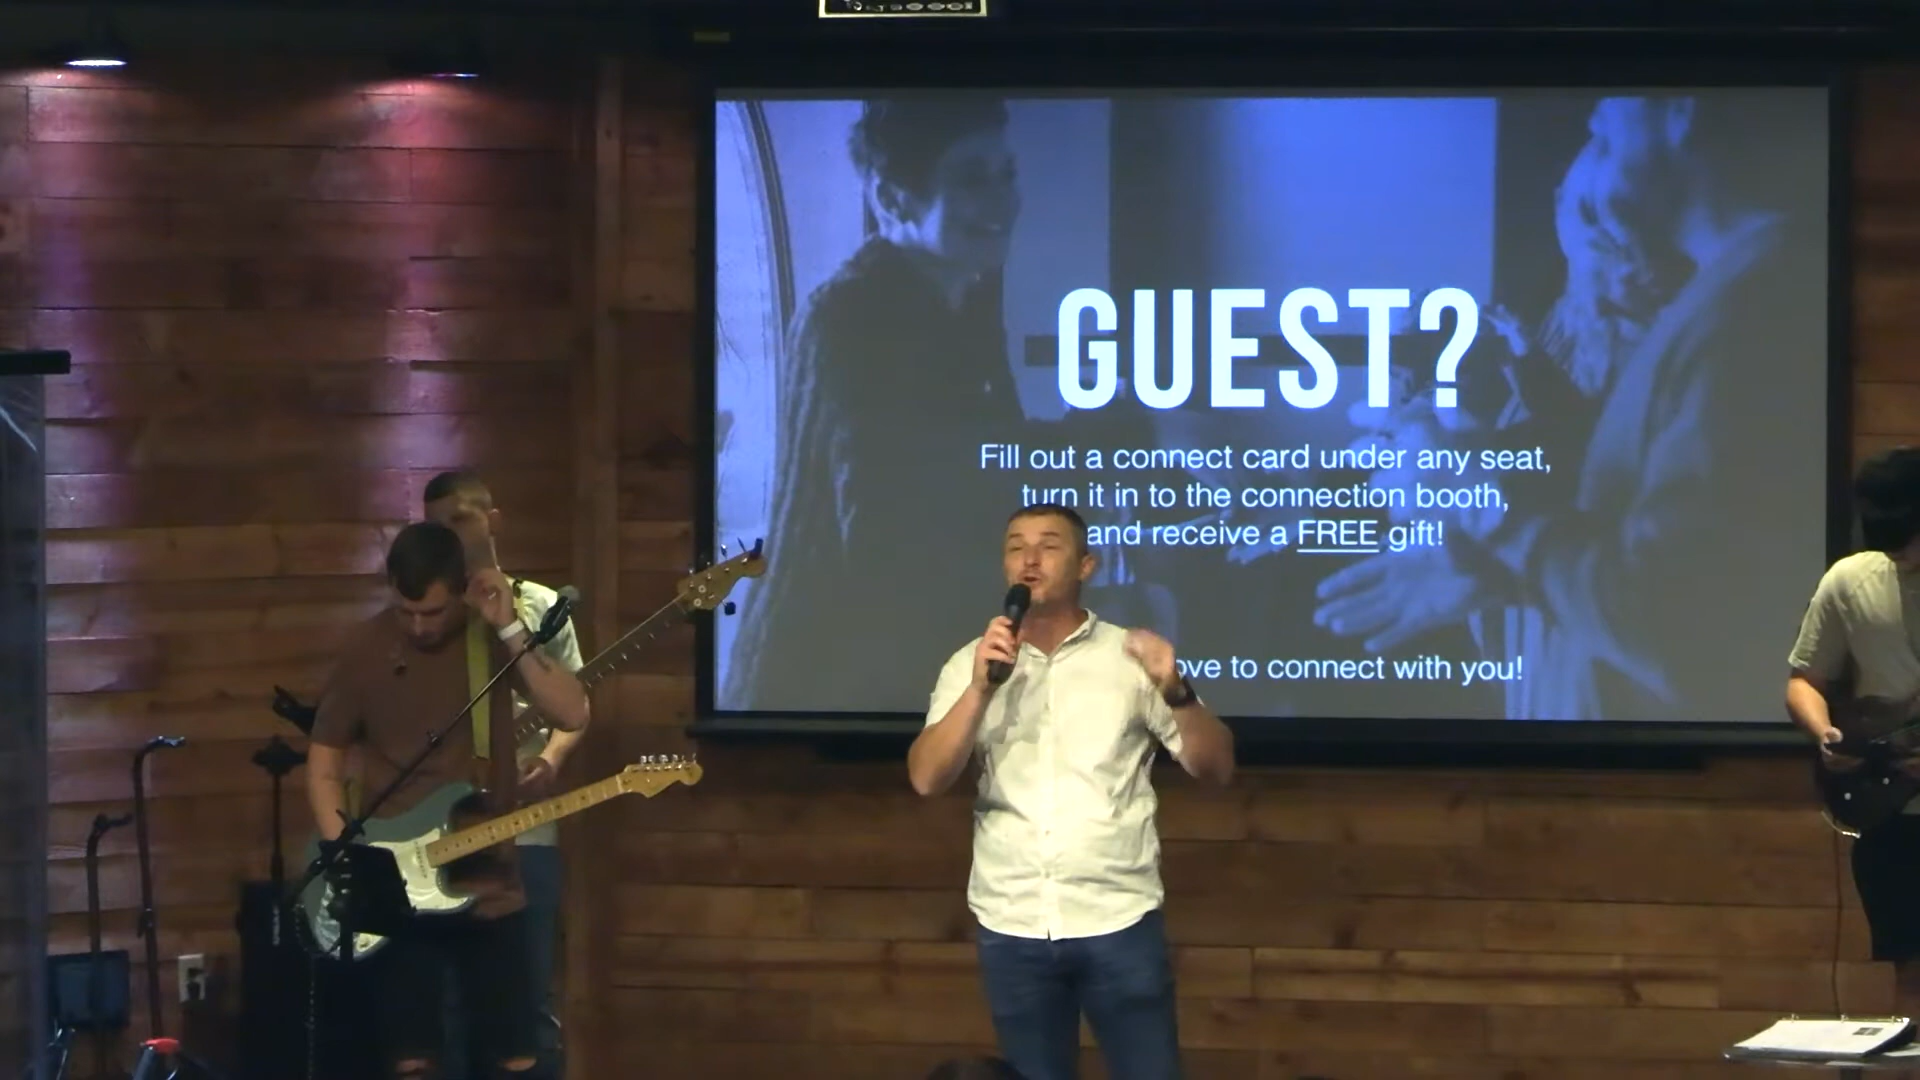 GUEST?
Fill out a connect card under any seat,
turn it in to the connection booth,
and receive a FREE gift!
to connect with you!